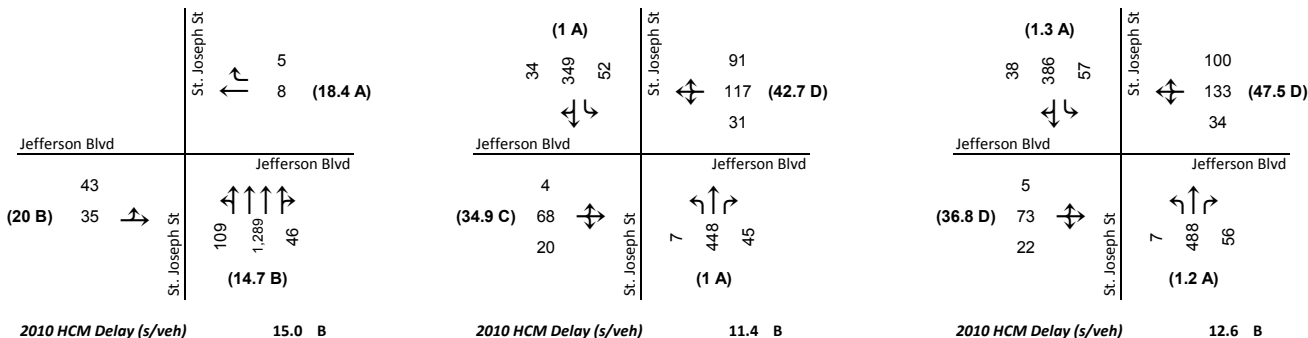 St. Joseph St
5
8 (18.4 A)
Jefferson Blvd
Jefferson Blvd
43
(20 B) 35
109 1,289 46
St. Joseph St
(14.7 B)
2010 HCM Delay (s/veh) 15.0 B
(1 A)
34 349 52
St. Joseph St
91
117 (42.7 D)
31
Jefferson Blvd
Jefferson Blvd
4
(34.9 C) 68
20
7 448 45
St. Joseph St
(1 A)
2010 HCM Delay (s/veh) 11.4 B
(1.3 A)
38 386 57
St. Joseph St
100
133 (47.5 D)
34
Jefferson Blvd
Jefferson Blvd
5
(36.8 D) 73
22
7 488 56
St. Joseph St
(1.2 A)
2010 HCM Delay (s/veh) 12.6 B